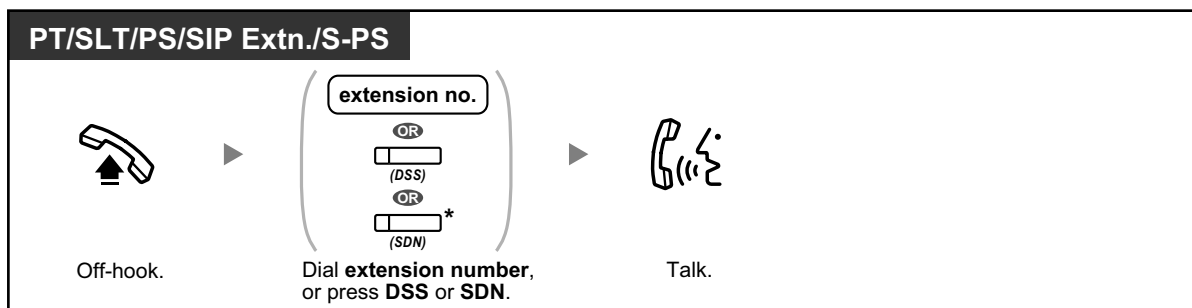 PT/SLT/PS/SIP Extn./S-PS
extension no.
OR
(DSS)
OR
*
(SDN)
Off-hook.
Dial extension number,
or press DSS or SDN.
Talk.